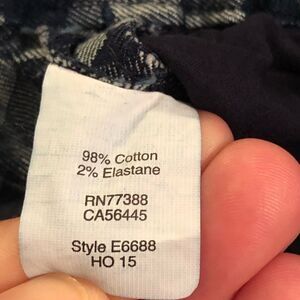 98% Cotton
2% Elastane
RN77388
CA56445
Style E6688
HO 15